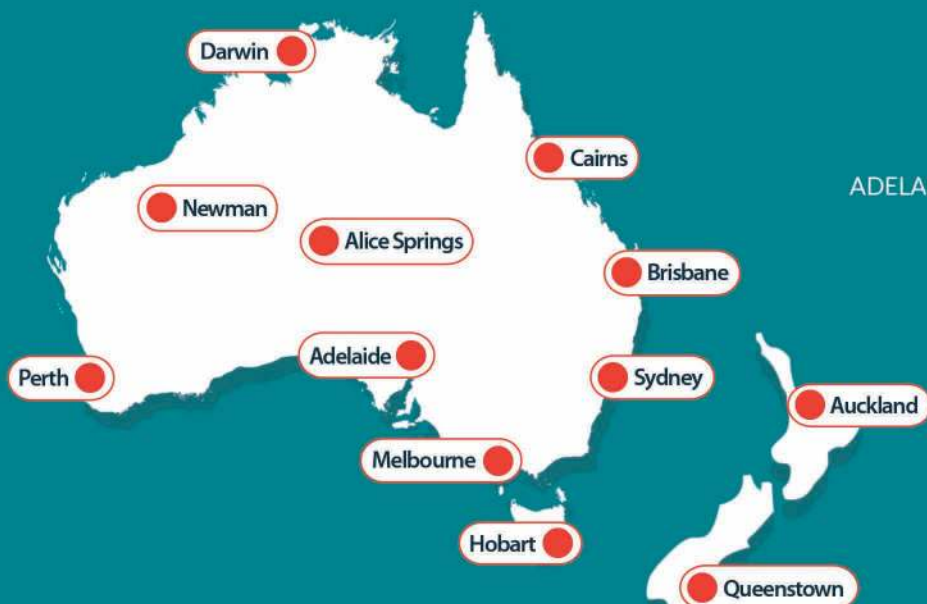 Darwin
Cairns
ADELA
Newman
Alice Springs
Brisbane
Adelaide
Perth
Sydney
Auckland
Melbourne
Hobart
Queenstown